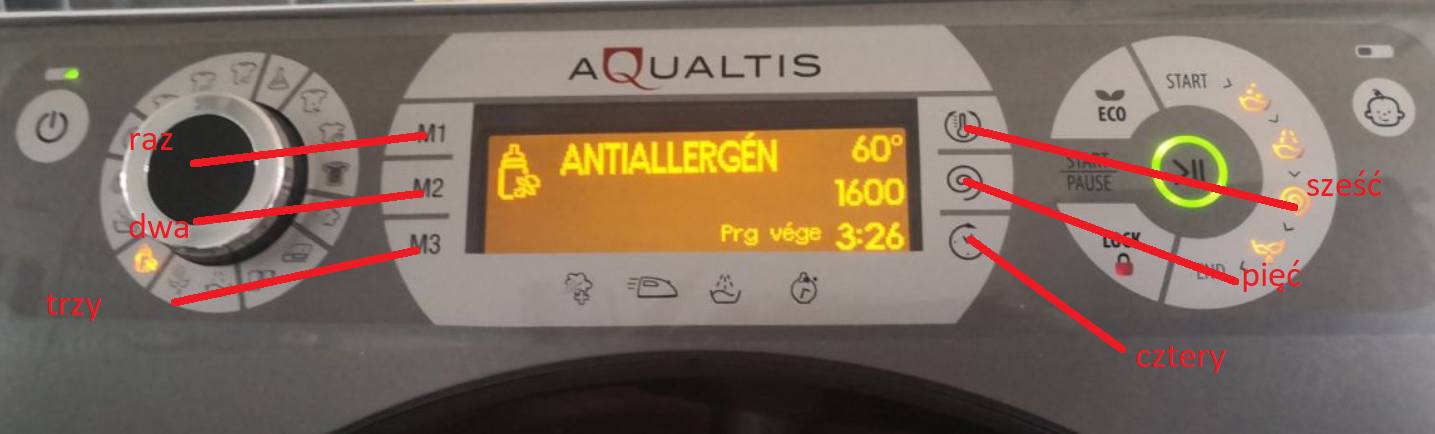 AQUALTIS
raz
M1
dwa
M2
trzy
M3
ANTIALLERGÉN
60°
1600
Prg vége 3:26
ECO
START
START
PAUSE
LOCK
END
sześć
pięć
cztery